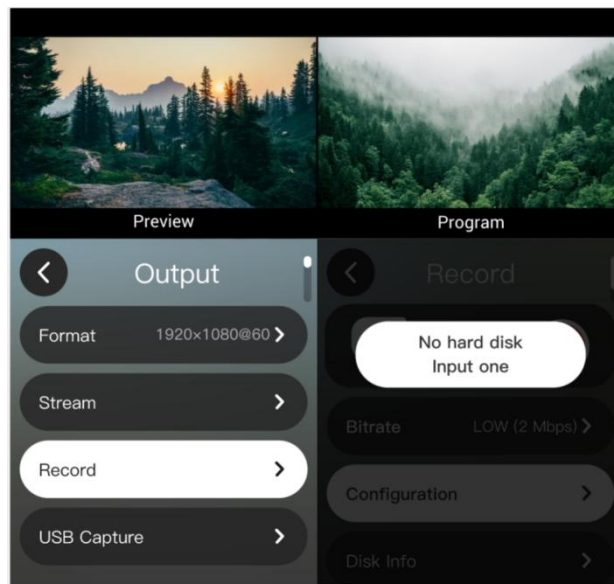 Preview
Program
Output
Format 1920×1080@60
Stream
Record
USB Capture
Record
No hard disk
Input one
Bitrate LOW (2 Mbps)
Configuration
Disk Info